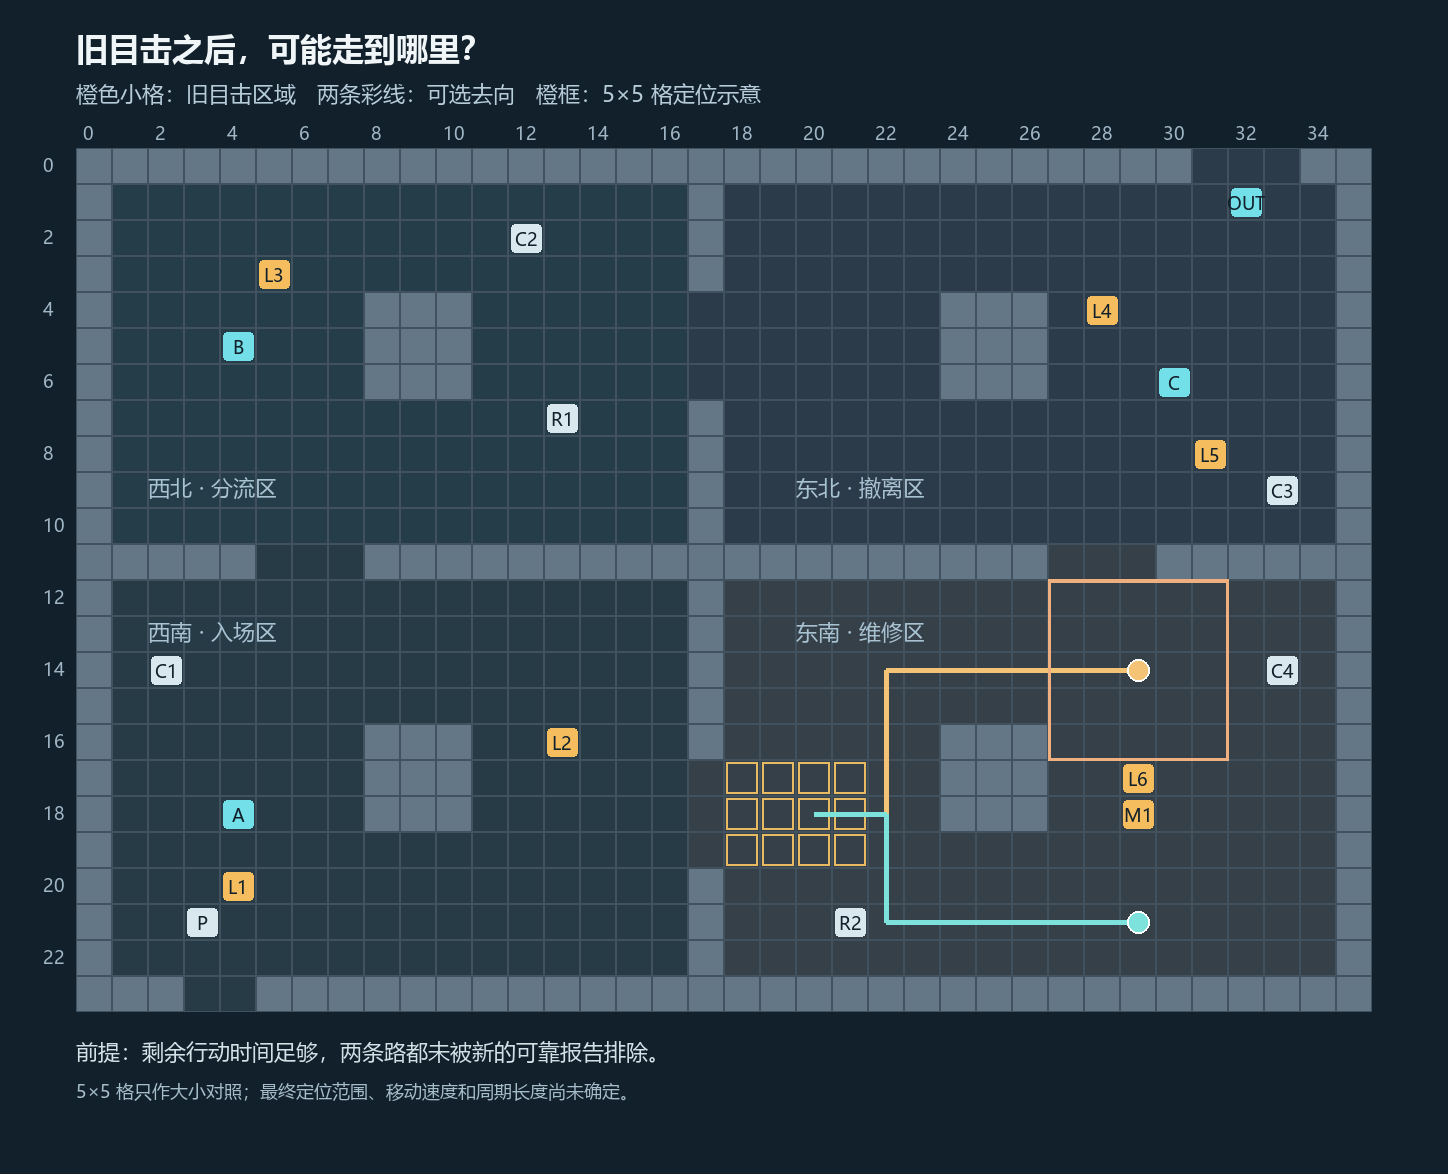 旧目击之后，可能走到哪里？
橙色小格：旧目击区域 两条彩线：可选去向 橙框：5×5 格定位示意
0 2 4 6 8 10 12 14 16 18 20 22 24 26 28 30 32 34
0
OUT
2 C2
L3
4 L4
B
6 C
R1
8 L5
西北 · 分流区 东北 · 撤离区 C3
10
12
西南 · 入场区 东南 · 维修区
14 C1 C4
16 L2
L6
18 A M1
20 L1
P R2
22
前提：剩余行动时间足够，两条路都未被新的可靠报告排除。
5×5 格只作大小对照；最终定位范围、移动速度和周期长度尚未确定。